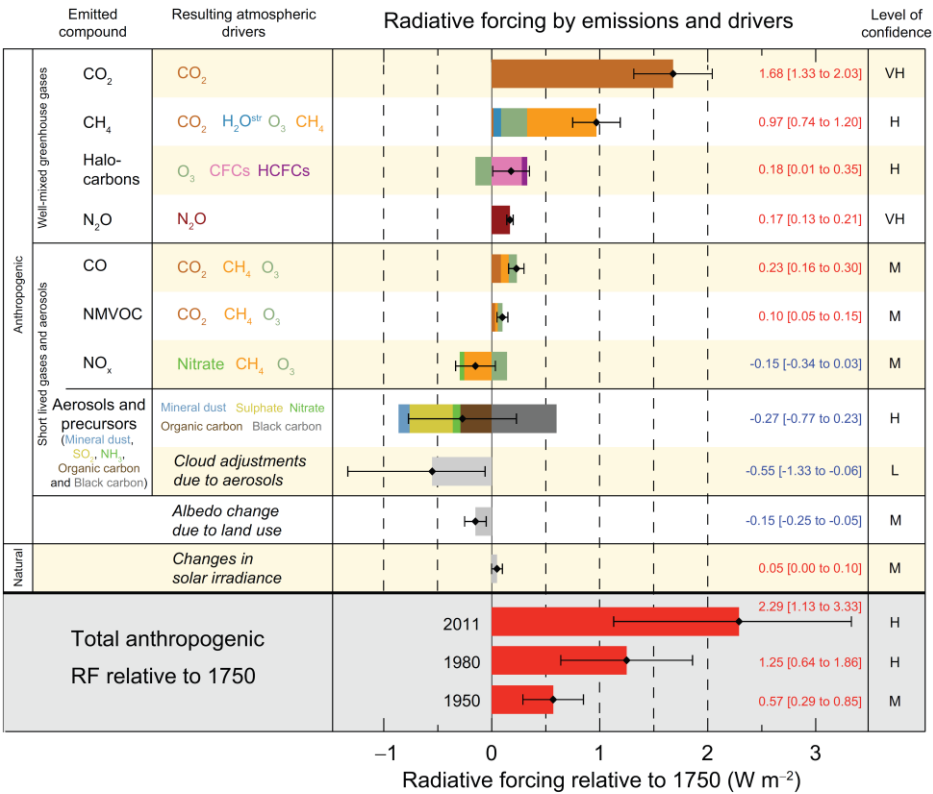 Emitted compound
Resulting atmospheric drivers
Radiative forcing by emissions and drivers
Level of confidence
Anthropogenic
Well-mixed greenhouse gases
CO₂
CO₂
1.68 [1.33 to 2.03]
VH
CH₄
CO₂ H₂Oˢᵗʳ O₃ CH₄
0.97 [0.74 to 1.20]
H
Halo-
carbons
O₃ CFCs HCFCs
0.18 [0.01 to 0.35]
H
N₂O
N₂O
0.17 [0.13 to 0.21]
VH
Short lived gases and aerosols
CO
CO₂ CH₄ O₃
0.23 [0.16 to 0.30]
M
NMVOC
CO₂ CH₄ O₃
0.10 [0.05 to 0.15]
M
NOₓ
Nitrate CH₄ O₃
-0.15 [-0.34 to 0.03]
M
Aerosols and
precursors
(Mineral dust,
SO₂, NH₃,
Organic carbon
and Black carbon)
Mineral dust Sulphate Nitrate
Organic carbon Black carbon
-0.27 [-0.77 to 0.23]
H
Cloud adjustments
due to aerosols
-0.55 [-1.33 to -0.06]
L
Albedo change
due to land use
-0.15 [-0.25 to -0.05]
M
Natural
Changes in
solar irradiance
0.05 [0.00 to 0.10]
M
Total anthropogenic
RF relative to 1750
2011
2.29 [1.13 to 3.33]
H
1980
1.25 [0.64 to 1.86]
H
1950
0.57 [0.29 to 0.85]
M
−1 0 1 2 3
Radiative forcing relative to 1750 (W m⁻²)